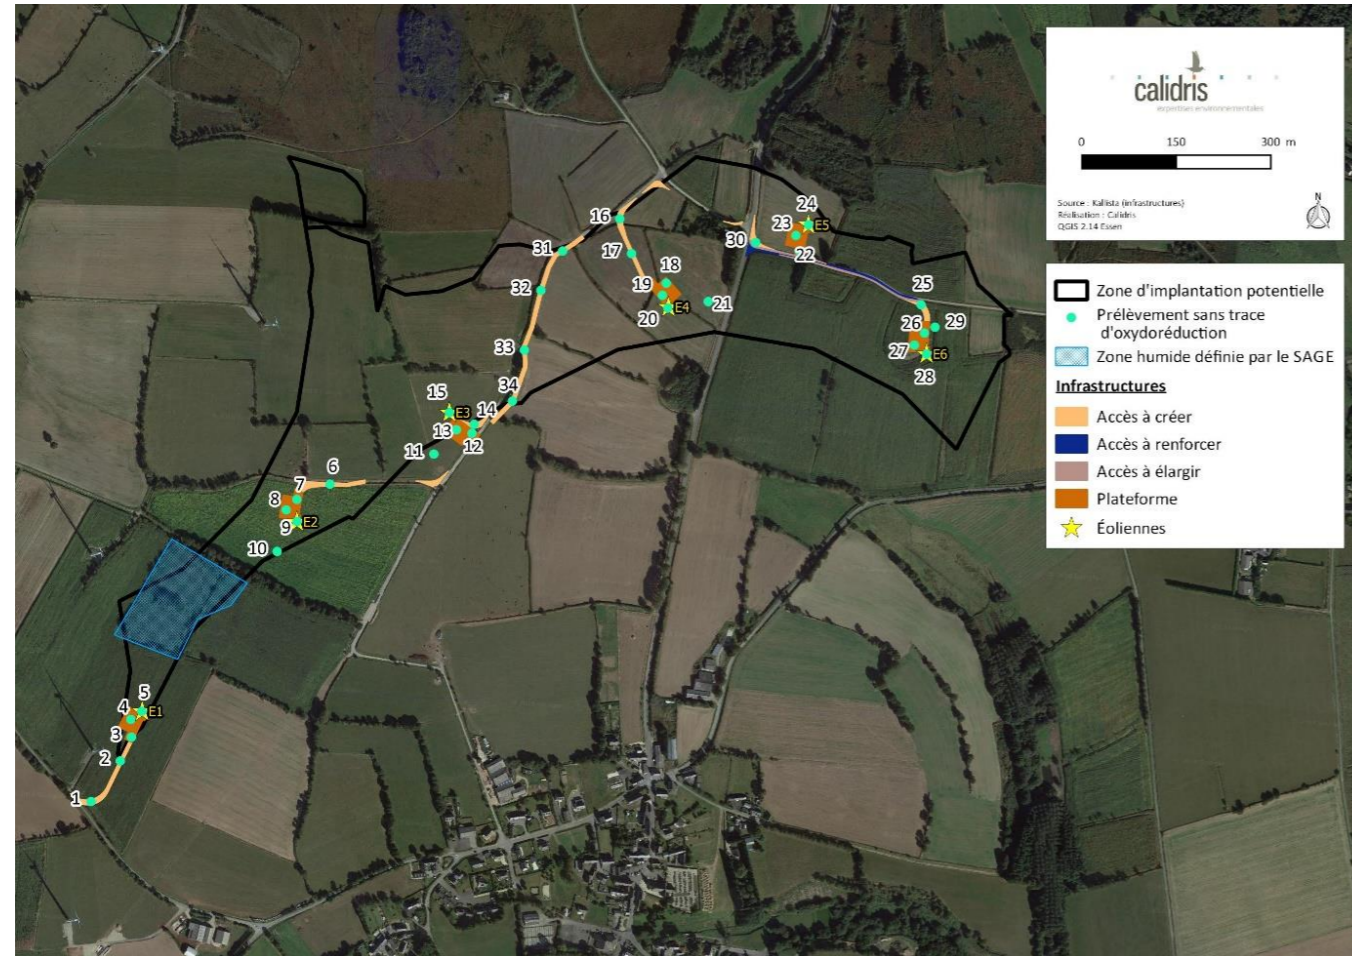 calidris
expertises environnementales
0 150 300 m
Source : Kallista (infrastructures)
Réalisation : Calidris
QGIS 2.14 Essen
N
Zone d'implantation potentielle
Prélèvement sans trace
d'oxydoréduction
Zone humide définie par le SAGE
Infrastructures
Accès à créer
Accès à renforcer
Accès à élargir
Plateforme
Éoliennes
24
16
23
E5
30
22
31
17
18
32
19
25
21
20
E4
26
29
33
27
E6
28
34
15
E3
14
13
12
11
6
7
8
9
E2
10
5
4
E1
3
2
1